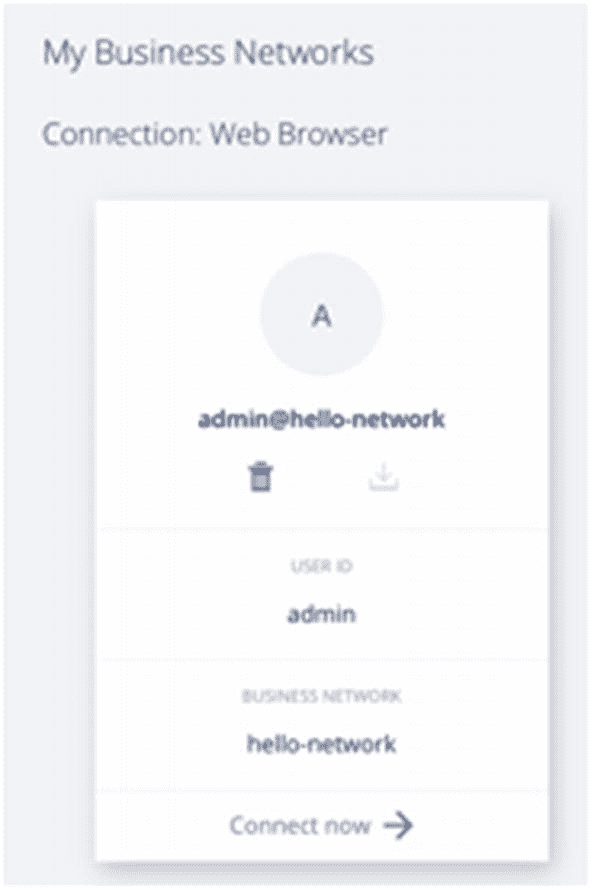 My Business Networks
Connection: Web Browser
A
admin@hello-network
USER ID
admin
BUSINESS NETWORK
hello-network
Connect now